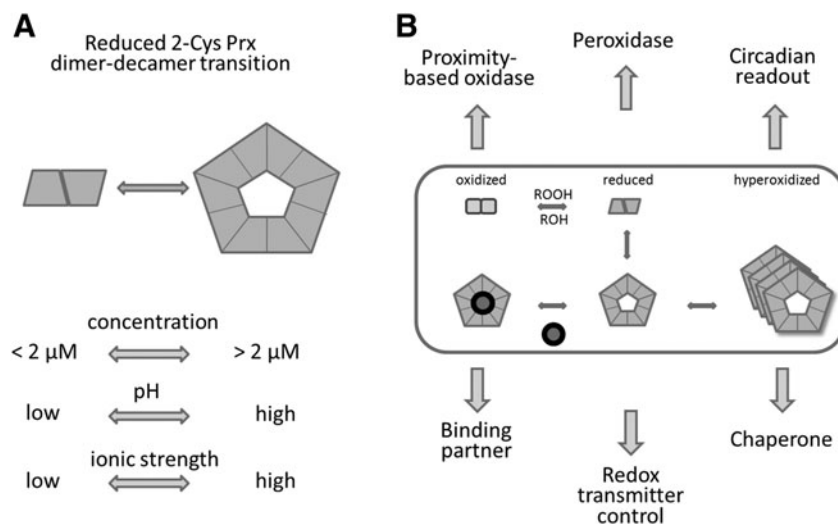 A
Reduced 2-Cys Prx
dimer-decamer transition
concentration
< 2 µM
> 2 µM
pH
low
high
ionic strength
low
high
B
Proximity-
based oxidase
Peroxidase
Circadian
readout
oxidized
ROOH
ROH
reduced
hyperoxidized
Binding
partner
Redox
transmitter
control
Chaperone